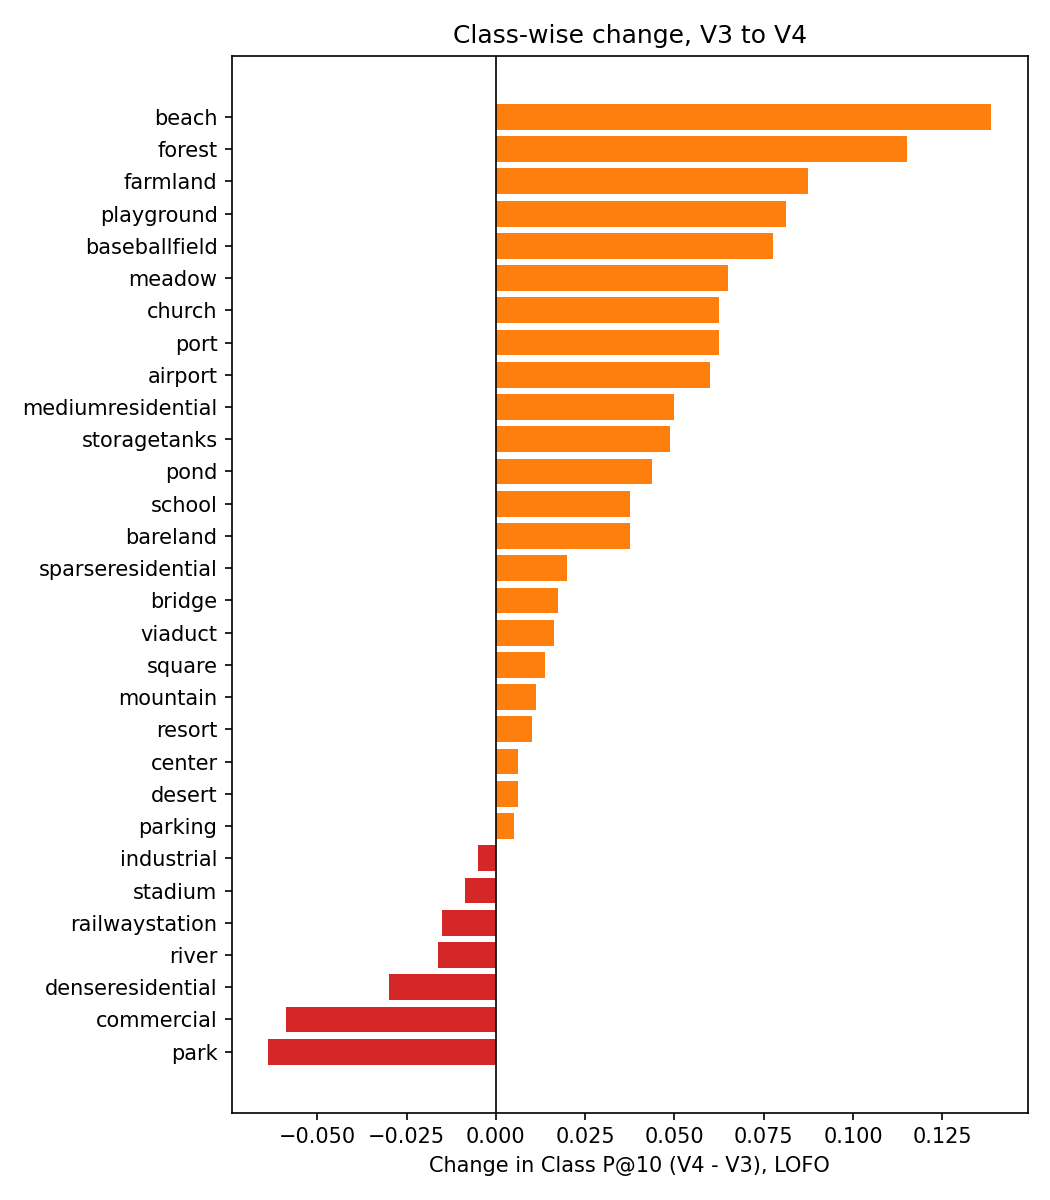 Class-wise change, V3 to V4
beach
forest
farmland
playground
baseballfield
meadow
church
port
airport
mediumresidential
storagetanks
pond
school
bareland
sparseresidential
bridge
viaduct
square
mountain
resort
center
desert
parking
industrial
stadium
railwaystation
river
denseresidential
commercial
park
−0.050 −0.025 0.000 0.025 0.050 0.075 0.100 0.125
Change in Class P@10 (V4 - V3), LOFO